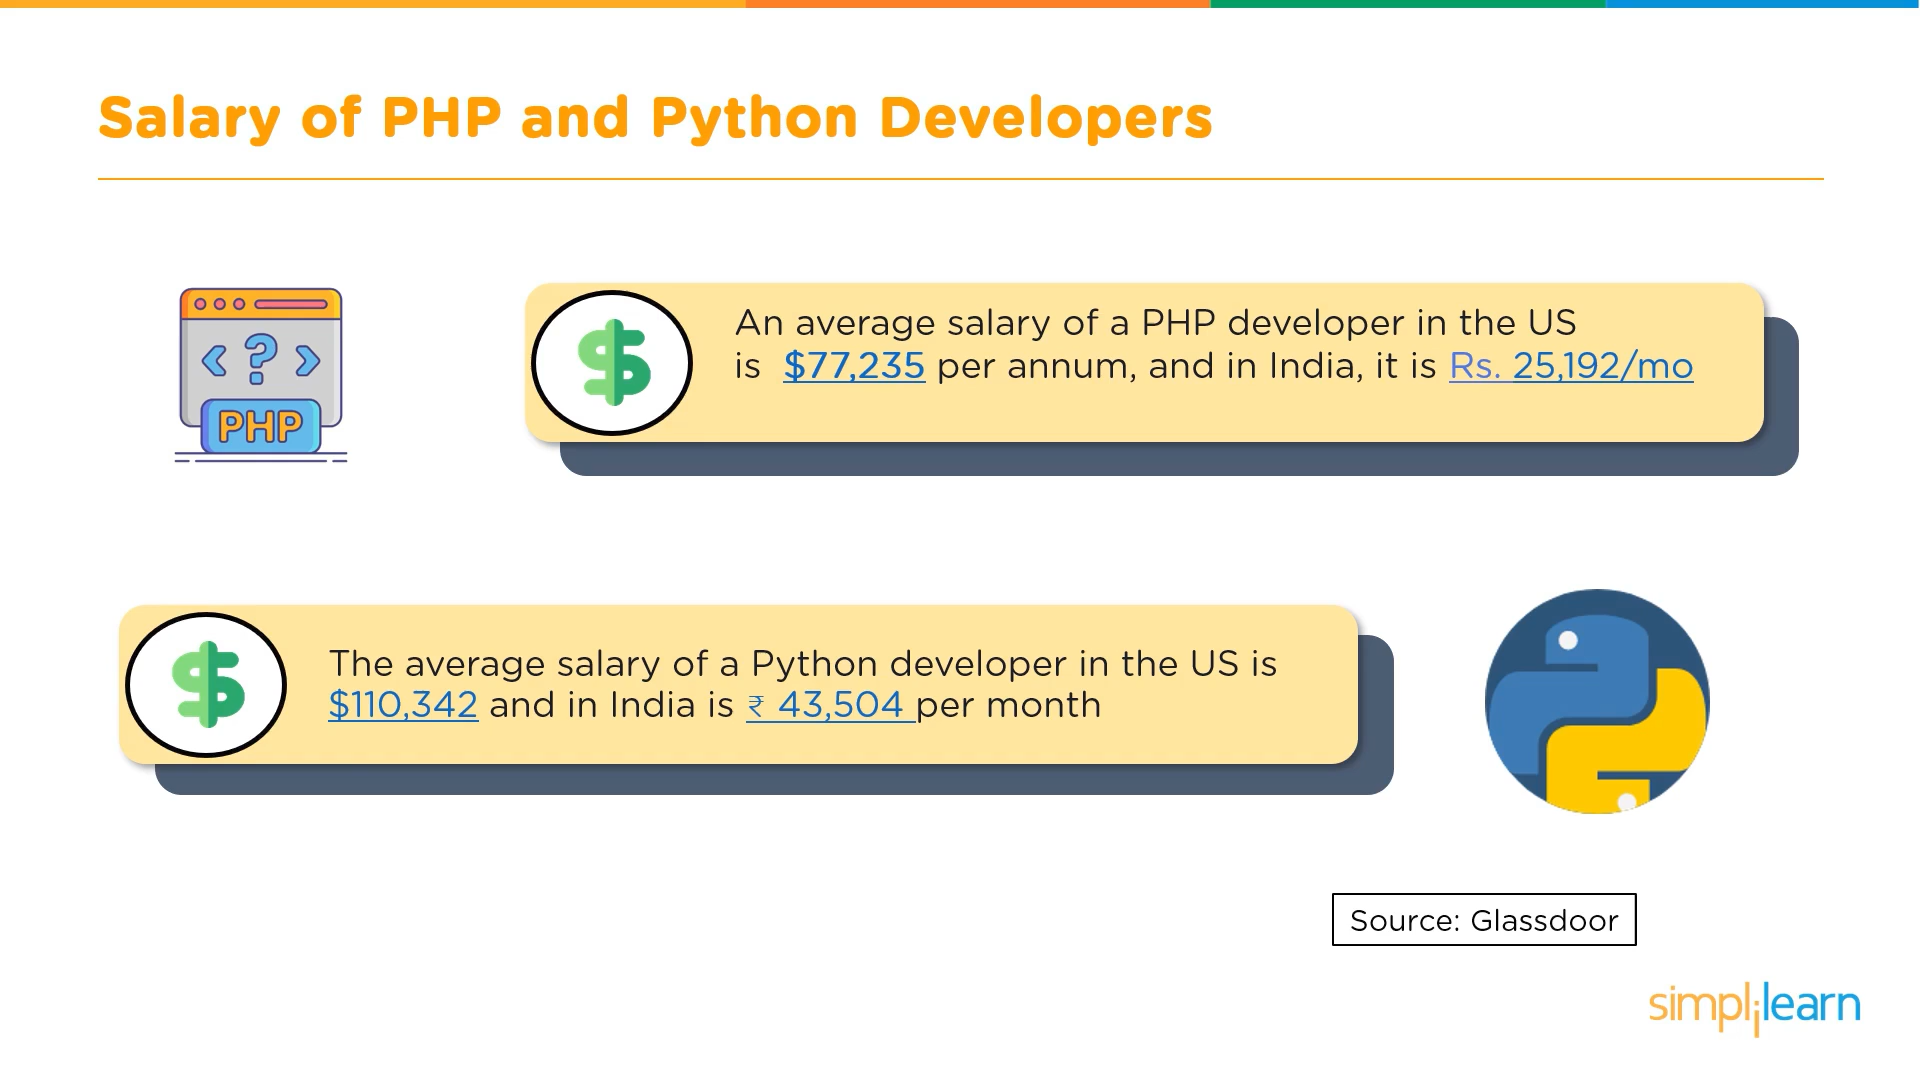 Salary of PHP and Python Developers
< ? >
PHP
$
An average salary of a PHP developer in the US
is $77,235 per annum, and in India, it is Rs. 25,192/mo
$
The average salary of a Python developer in the US is
$110,342 and in India is ₹ 43,504 per month
Source: Glassdoor
simplilearn